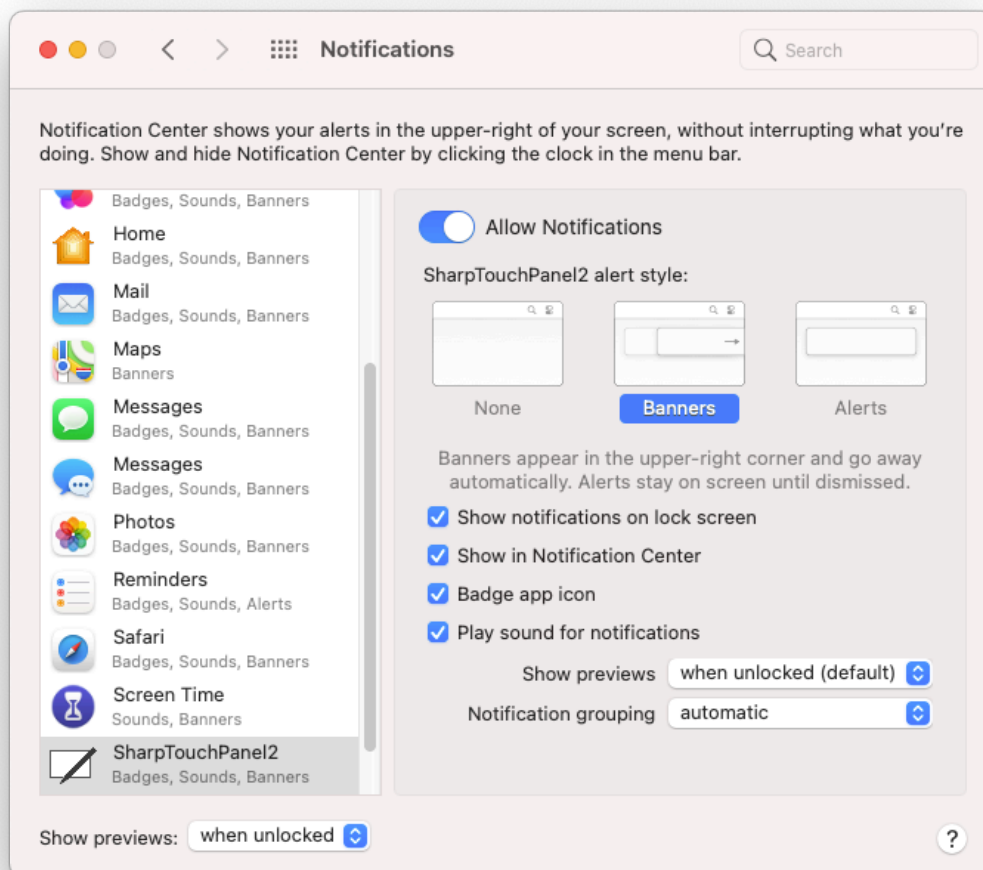 Notifications
Search
Notification Center shows your alerts in the upper-right of your screen, without interrupting what you're
doing. Show and hide Notification Center by clicking the clock in the menu bar.
Badges, Sounds, Banners
Home
Badges, Sounds, Banners
Mail
Badges, Sounds, Banners
Maps
Banners
Messages
Badges, Sounds, Banners
Messages
Badges, Sounds, Banners
Photos
Badges, Sounds, Banners
Reminders
Badges, Sounds, Alerts
Safari
Badges, Sounds, Banners
Screen Time
Sounds, Banners
SharpTouchPanel2
Badges, Sounds, Banners
Allow Notifications
SharpTouchPanel2 alert style:
None
Banners
Alerts
Banners appear in the upper-right corner and go away
automatically. Alerts stay on screen until dismissed.
Show notifications on lock screen
Show in Notification Center
Badge app icon
Play sound for notifications
Show previews when unlocked (default)
Notification grouping automatic
Show previews: when unlocked
?